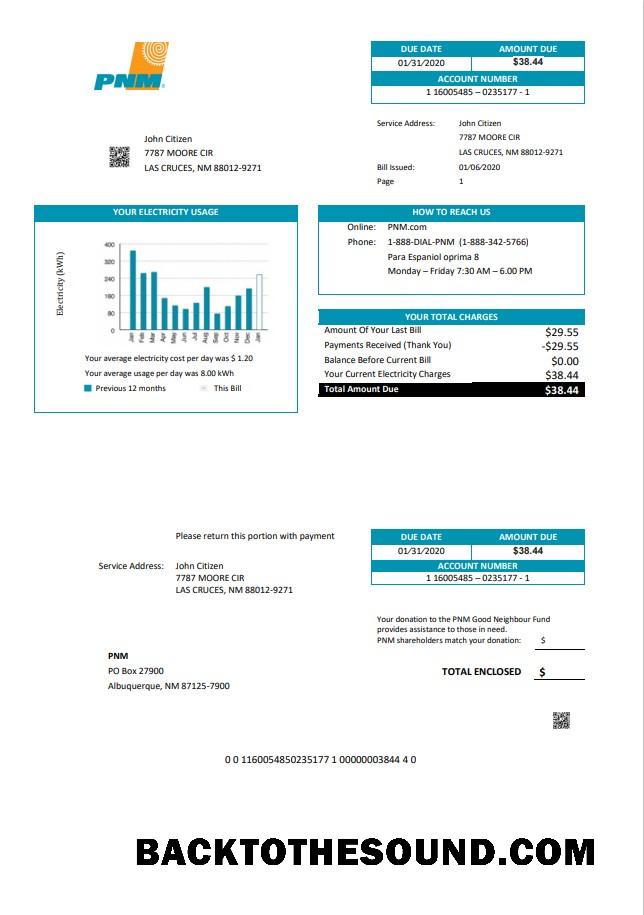 PNM
DUE DATE AMOUNT DUE
01/31/2020 $38.44
ACCOUNT NUMBER
1 16005485 – 0235177 - 1
Service Address: John Citizen
7787 MOORE CIR
LAS CRUCES, NM 88012-9271
Bill Issued: 01/06/2020
Page 1
John Citizen
7787 MOORE CIR
LAS CRUCES, NM 88012-9271
YOUR ELECTRICITY USAGE
Electricity (kWh)
400
320
240
160
80
0
Jan Feb Mar Apr May Jun Jul Aug Sep Oct Nov Dec Jan
Your average electricity cost per day was $ 1.20
Your average usage per day was 8.00 kWh
Previous 12 months This Bill
HOW TO REACH US
Online: PNM.com
Phone: 1-888-DIAL-PNM (1-888-342-5766)
Para Espaniol oprima 8
Monday – Friday 7:30 AM – 6.00 PM
YOUR TOTAL CHARGES
Amount Of Your Last Bill $29.55
Payments Received (Thank You) -$29.55
Balance Before Current Bill $0.00
Your Current Electricity Charges $38.44
Total Amount Due $38.44
Please return this portion with payment
Service Address: John Citizen
7787 MOORE CIR
LAS CRUCES, NM 88012-9271
DUE DATE AMOUNT DUE
01/31/2020 $38.44
ACCOUNT NUMBER
1 16005485 – 0235177 - 1
Your donation to the PNM Good Neighbour Fund
provides assistance to those in need.
PNM shareholders match your donation: $
TOTAL ENCLOSED $
PNM
PO Box 27900
Albuquerque, NM 87125-7900
0 0 1160054850235177 1 00000003844 4 0
BACKTOTHESOUND.COM